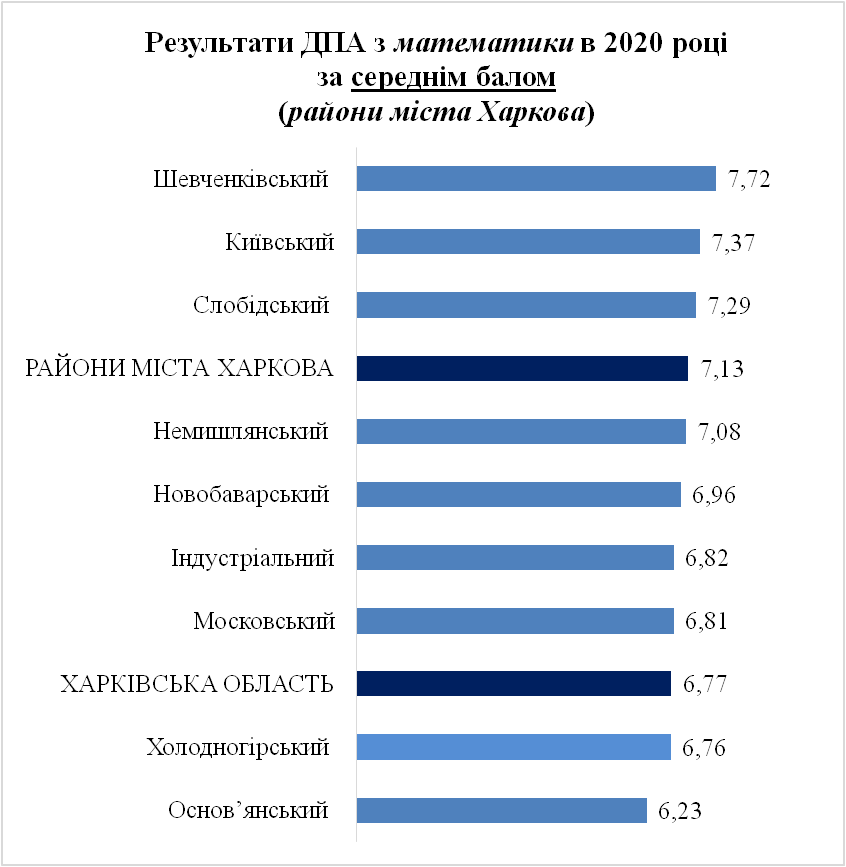 Результати ДПА з математики в 2020 році
за середнім балом
(райони міста Харкова)
Шевченківський 7,72
Київський 7,37
Слобідський 7,29
РАЙОНИ МІСТА ХАРКОВА 7,13
Немишлянський 7,08
Новобаварський 6,96
Індустріальний 6,82
Московський 6,81
ХАРКІВСЬКА ОБЛАСТЬ 6,77
Холодногірський 6,76
Основ’янський 6,23